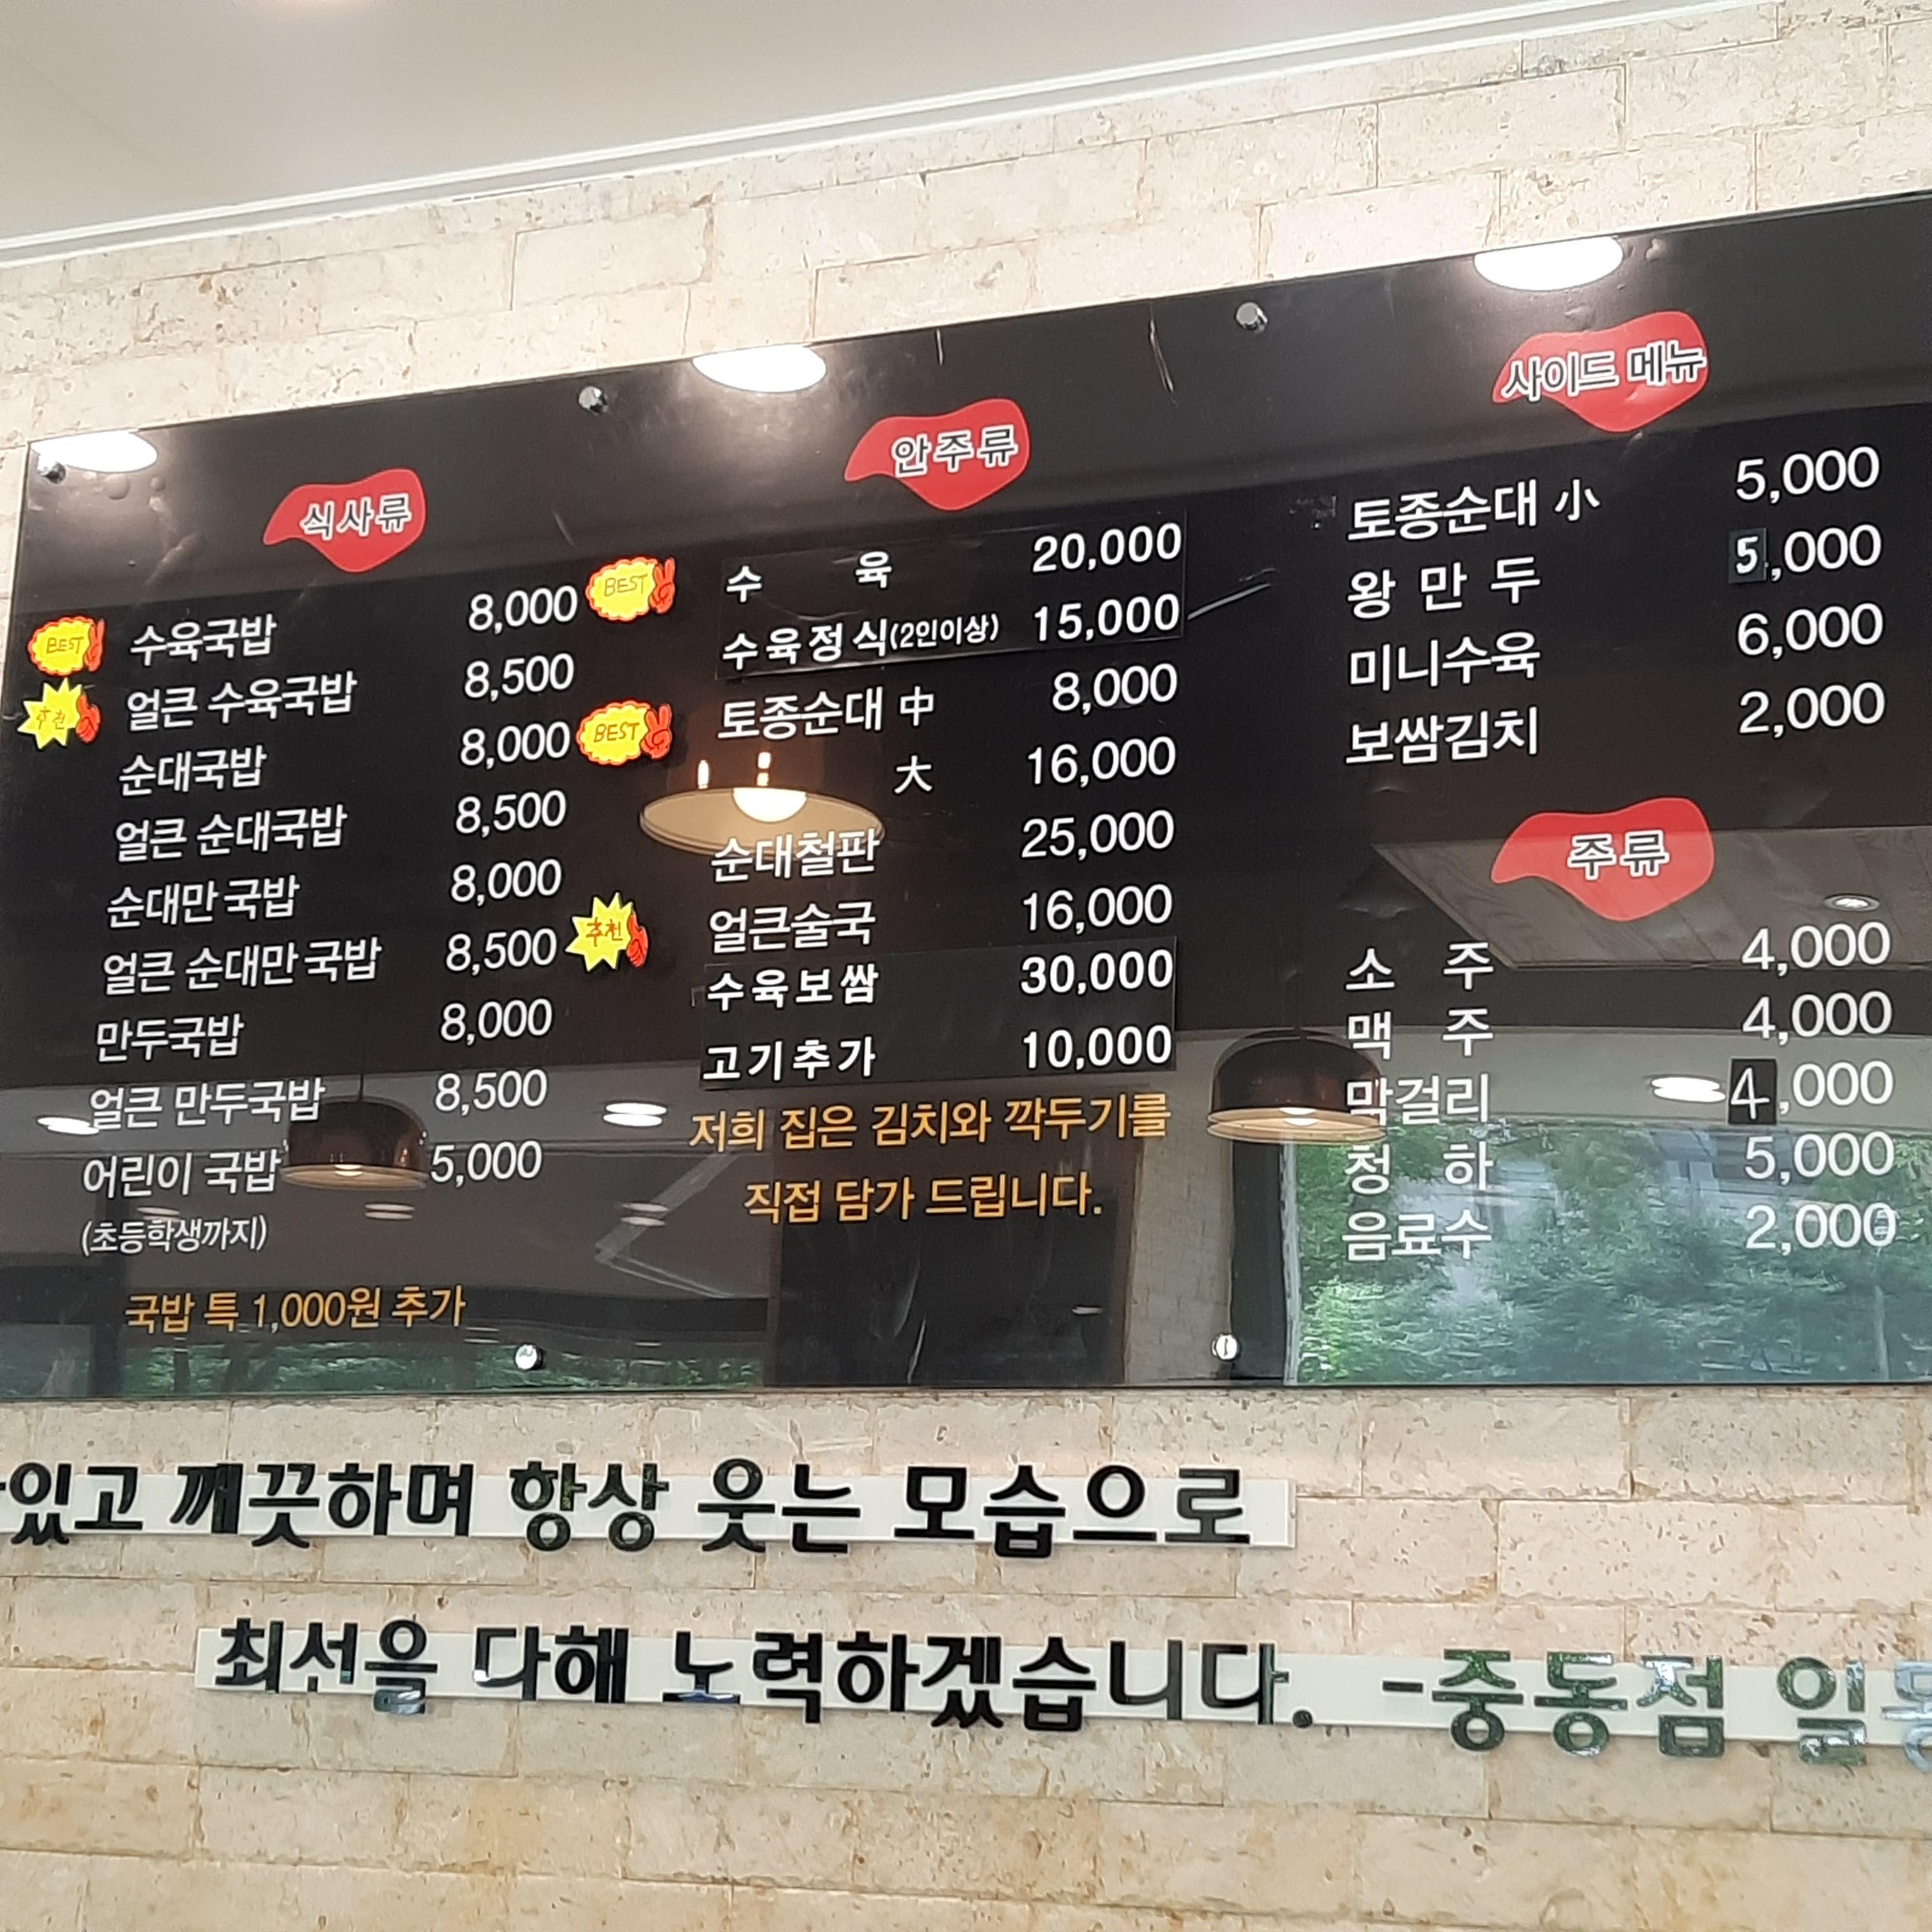 식사류
BEST 수육국밥 8,000
추천 얼큰 수육국밥 8,500
순대국밥 8,000
얼큰 순대국밥 8,500
순대만 국밥 8,000
얼큰 순대만 국밥 8,500
만두국밥 8,000
얼큰 만두국밥 8,500
어린이 국밥 5,000
(초등학생까지)
국밥 특 1,000원 추가
안주류
BEST 수 육 20,000
수육정식(2인이상) 15,000
BEST 토종순대 中 8,000
大 16,000
순대철판 25,000
추천 얼큰술국 16,000
수육보쌈 30,000
고기추가 10,000
저희 집은 김치와 깍두기를
직접 담가 드립니다.
사이드 메뉴
토종순대 小 5,000
왕만두 5,000
미니수육 6,000
보쌈김치 2,000
주류
소 주 4,000
맥 주 4,000
막걸리 4,000
청 하 5,000
음료수 2,000
있고 깨끗하며 항상 웃는 모습으로
최선을 다해 노력하겠습니다. -중동점 일